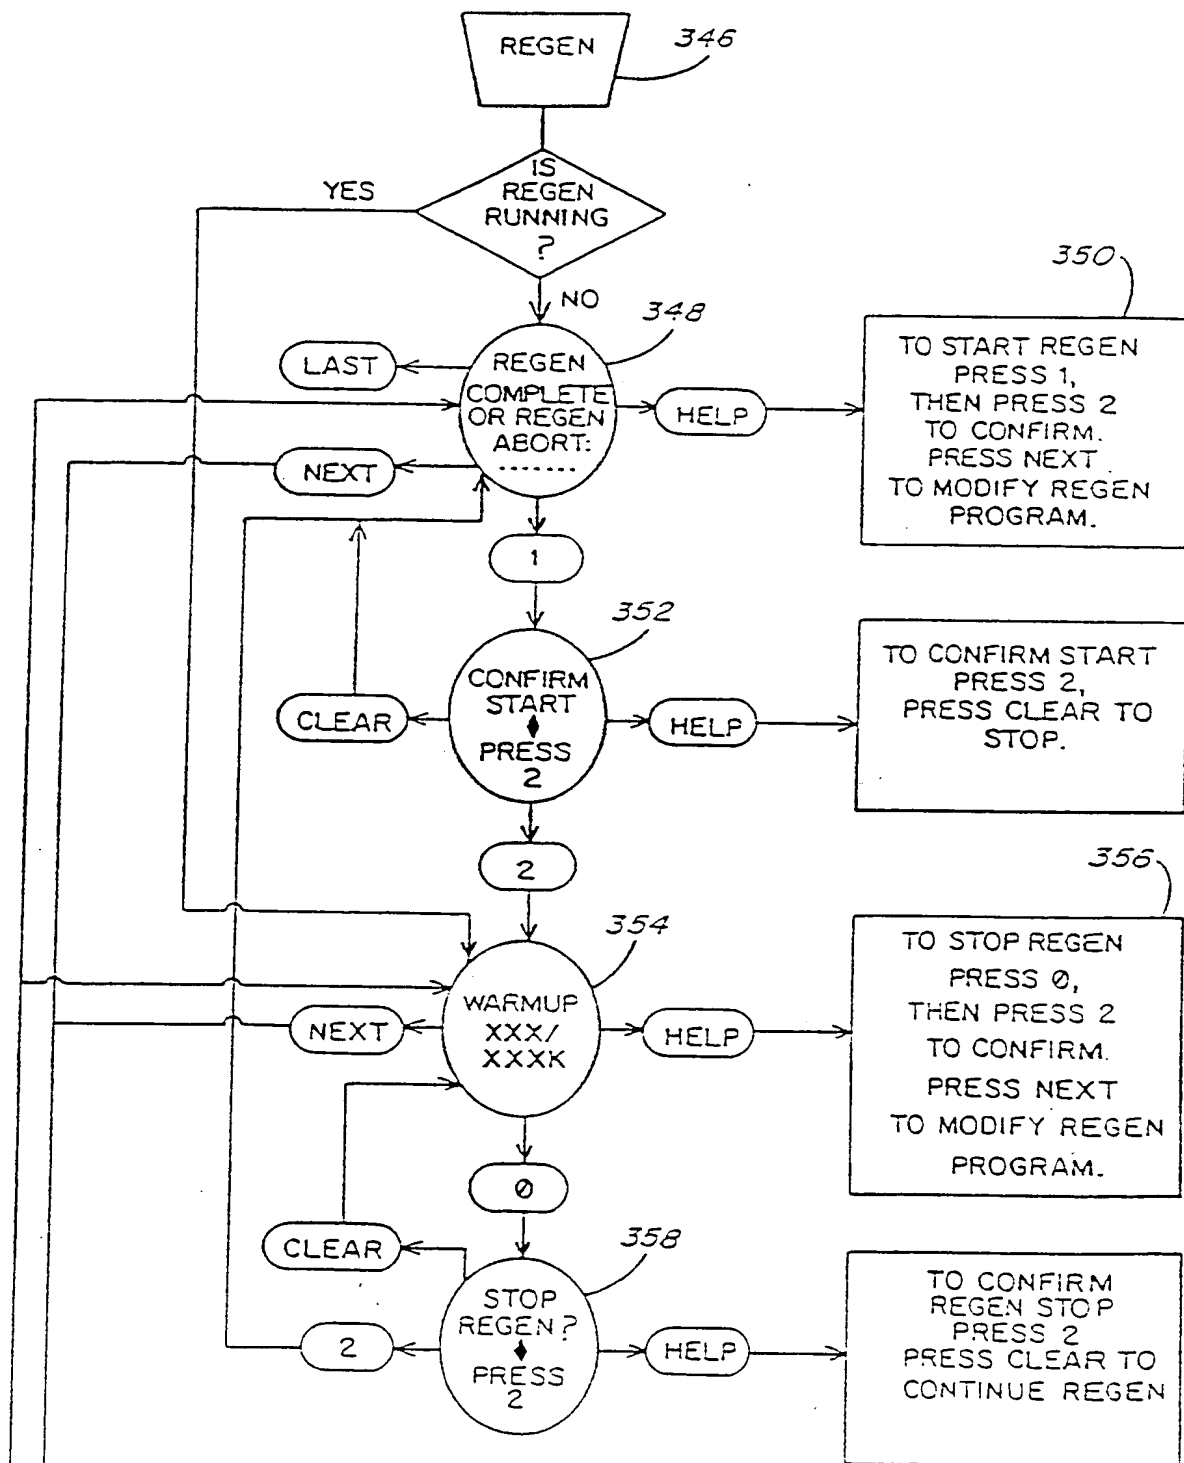 REGEN
346
IS
REGEN
RUNNING
?
YES
NO
348
350
LAST
REGEN
COMPLETE
OR REGEN
ABORT:
.......
HELP
NEXT
TO START REGEN
PRESS 1,
THEN PRESS 2
TO CONFIRM.
PRESS NEXT
TO MODIFY REGEN
PROGRAM.
1
352
CONFIRM
START
♦
PRESS
2
CLEAR
HELP
TO CONFIRM START
PRESS 2,
PRESS CLEAR TO
STOP.
2
354
356
WARMUP
XXX/
XXXK
NEXT
HELP
TO STOP REGEN
PRESS 0,
THEN PRESS 2
TO CONFIRM.
PRESS NEXT
TO MODIFY REGEN
PROGRAM.
0
CLEAR
358
STOP
REGEN?
♦
PRESS
2
2
HELP
TO CONFIRM
REGEN STOP
PRESS 2
PRESS CLEAR TO
CONTINUE REGEN